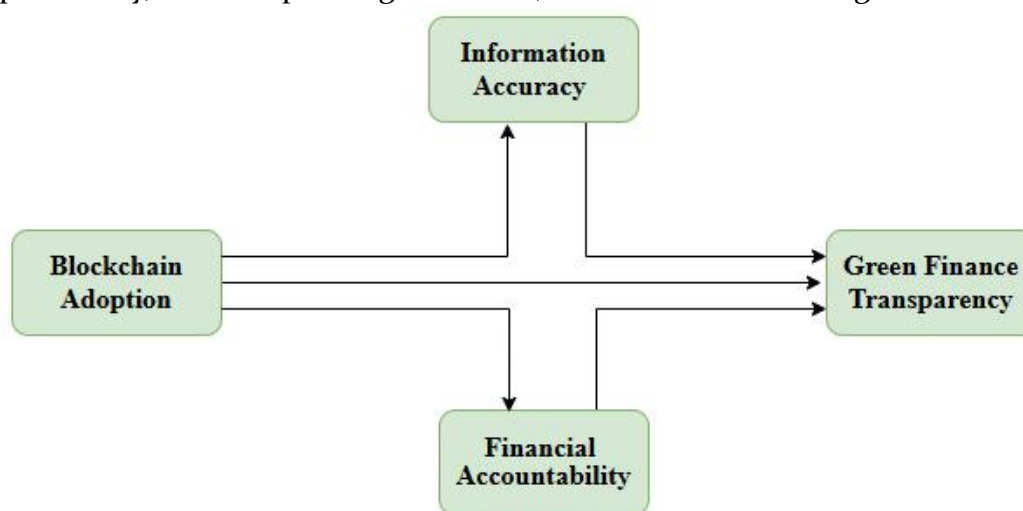 Information
Accuracy
Blockchain
Adoption
Green Finance
Transparency
Financial
Accountability